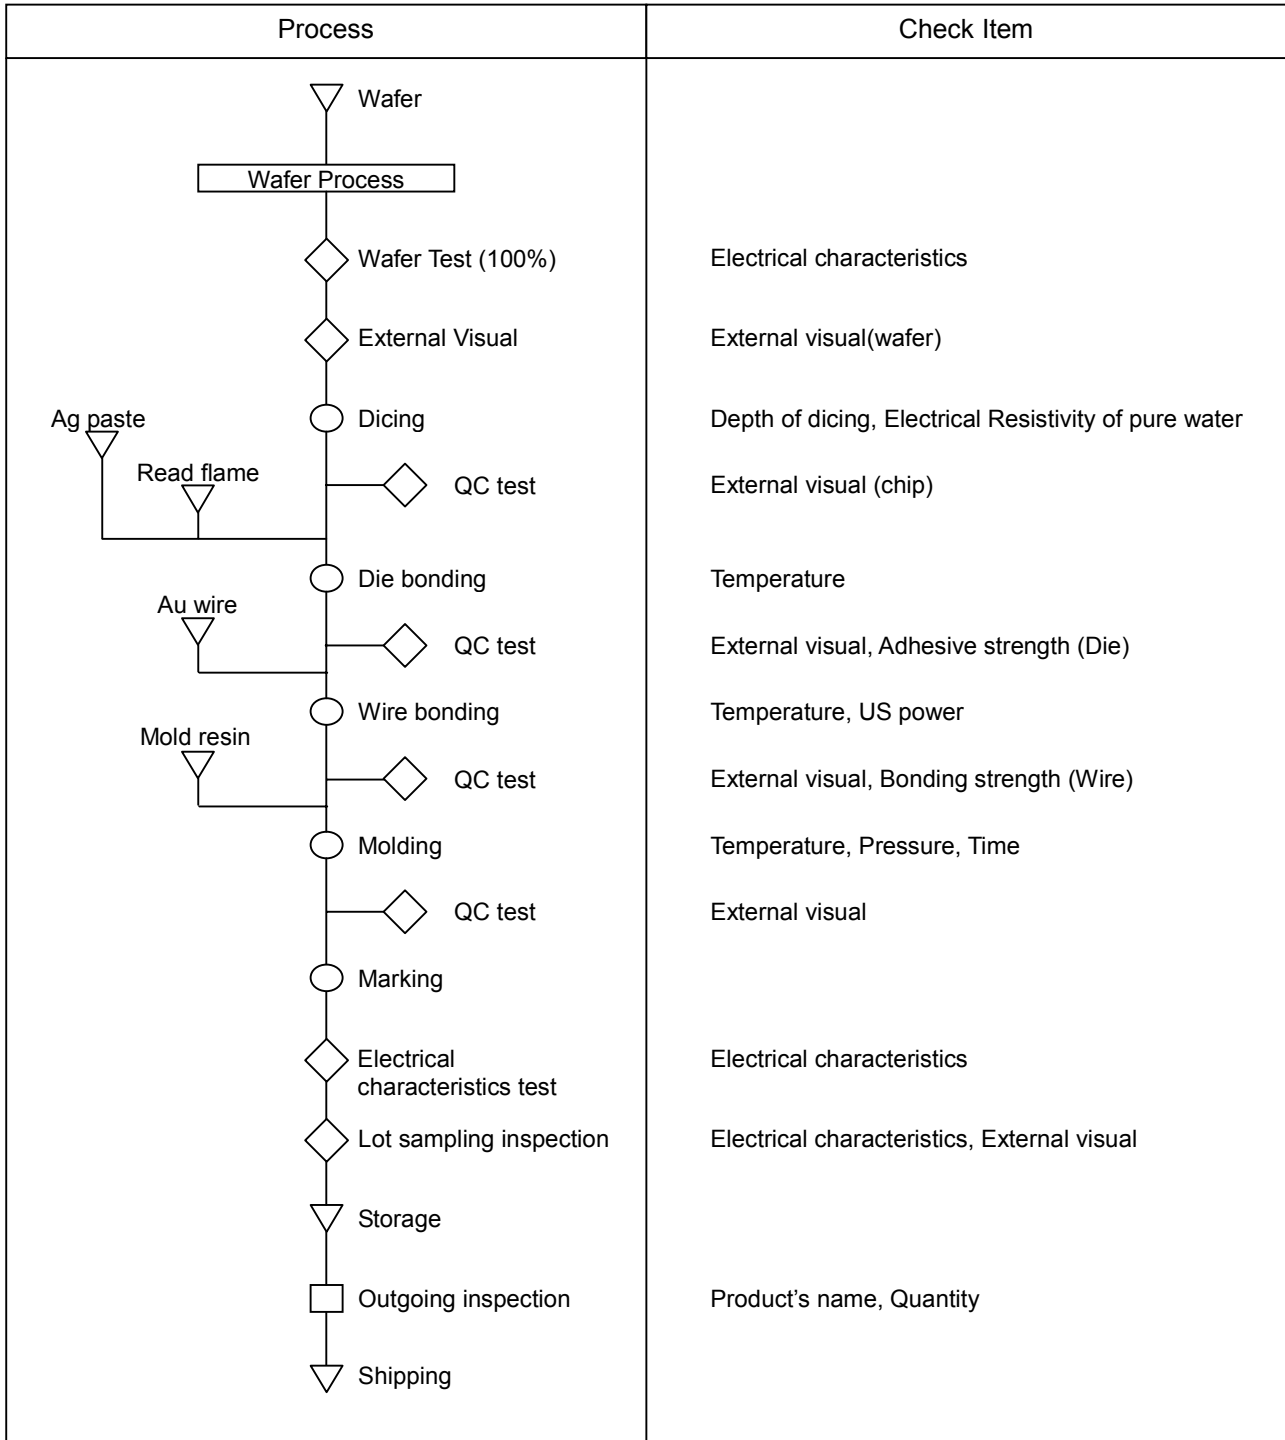 Process
Check Item
Wafer
Wafer Process
Wafer Test (100%)
Electrical characteristics
External Visual
External visual(wafer)
Ag paste
Dicing
Depth of dicing, Electrical Resistivity of pure water
Read flame
QC test
External visual (chip)
Die bonding
Temperature
Au wire
QC test
External visual, Adhesive strength (Die)
Wire bonding
Temperature, US power
Mold resin
QC test
External visual, Bonding strength (Wire)
Molding
Temperature, Pressure, Time
QC test
External visual
Marking
Electrical
characteristics test
Electrical characteristics
Lot sampling inspection
Electrical characteristics, External visual
Storage
Outgoing inspection
Product’s name, Quantity
Shipping